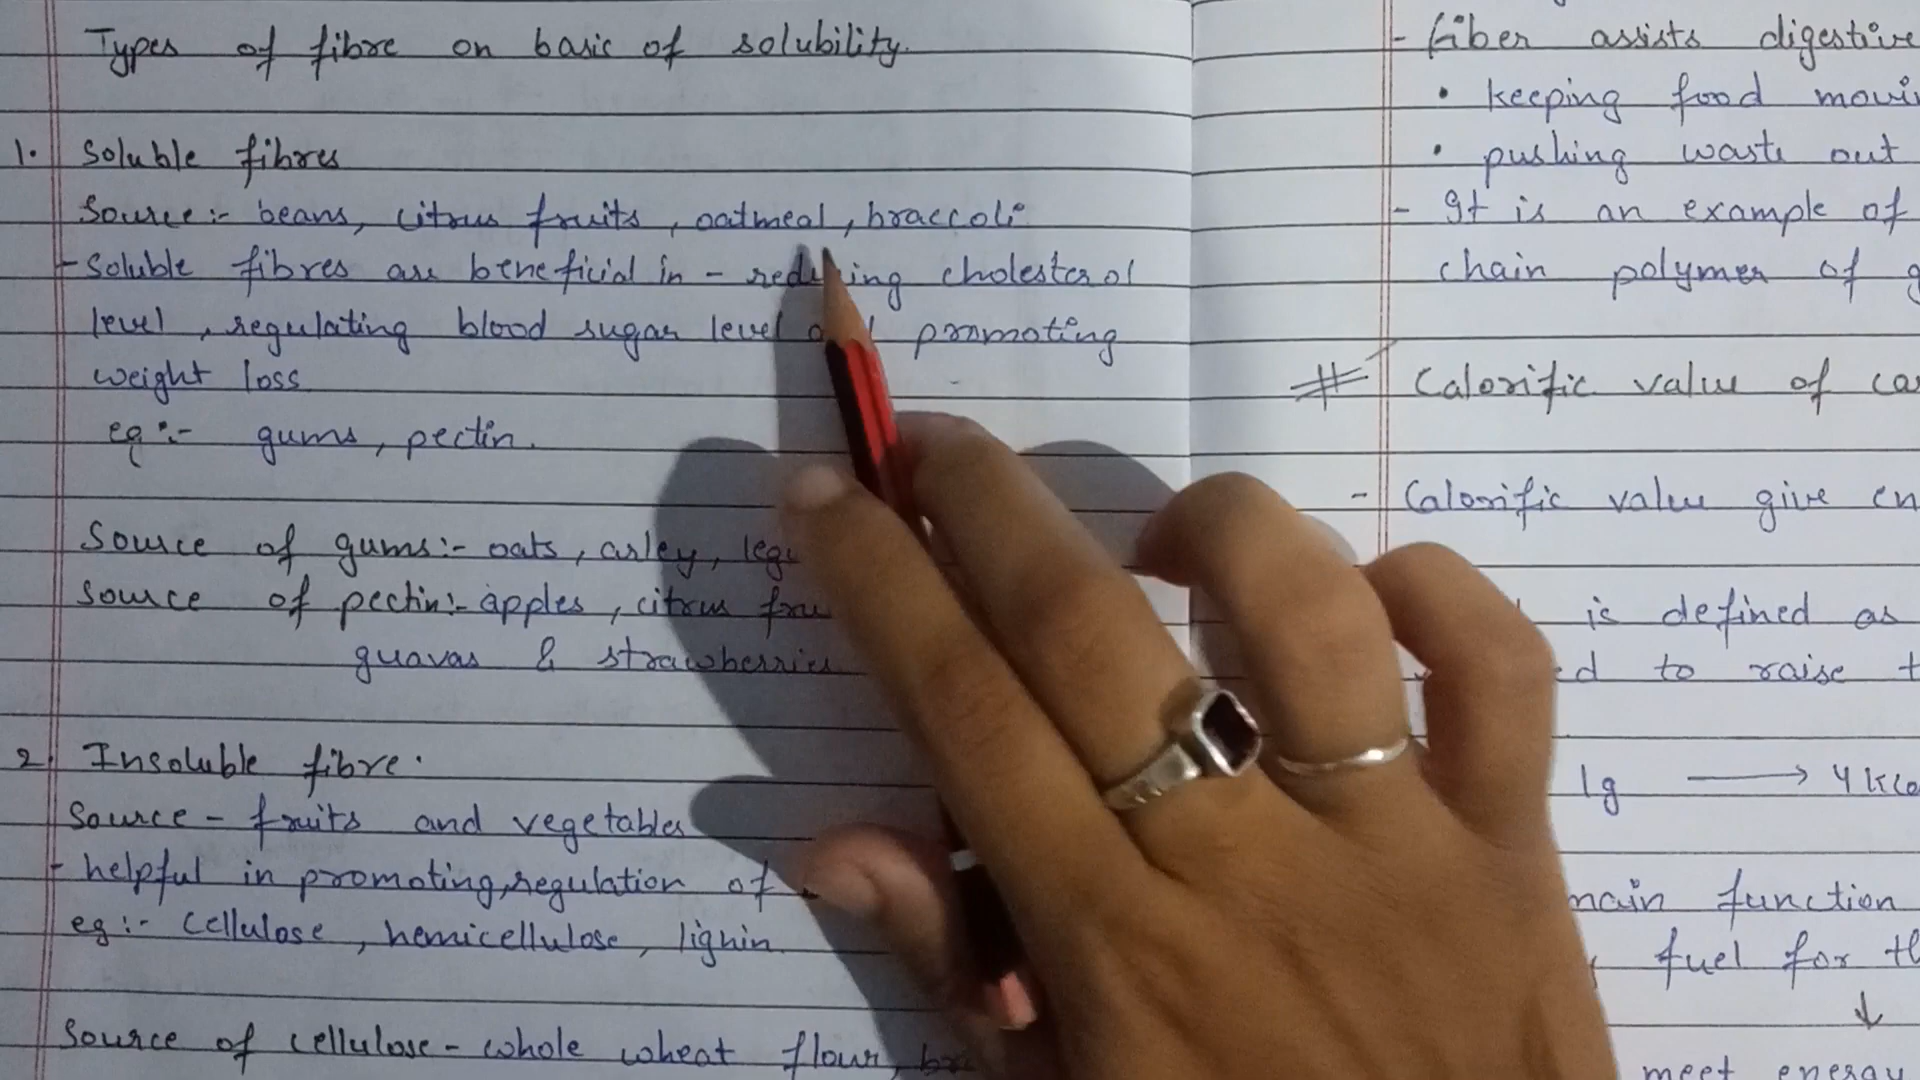 Types of fibre on basic of solubility.
1. Soluble fibres
Source:- beans, citrus fruits, oatmeal, braccoli
- Soluble fibres are beneficial in - reducing cholesterol
level, regulating blood sugar level promoting
weight loss
eg:- gums, pectin.
Source of gums:- oats, arley,
Source of pectin:- apples, citrus
guavas & strawberries
2. Insoluble fibre.
Source - fruits and vegetables
- helpful in promoting, regulation of
eg:- cellulose, hemicellulose, lignin
Source of cellulose - whole wheat flour,
- fiber assists digestive
• keeping food
• pushing waste out
- It is an example of
chain polymer of
# Calorific value of
- Calorific value give
is defined as
to raise
1g → 4
main function
fuel for
↓
meet energy